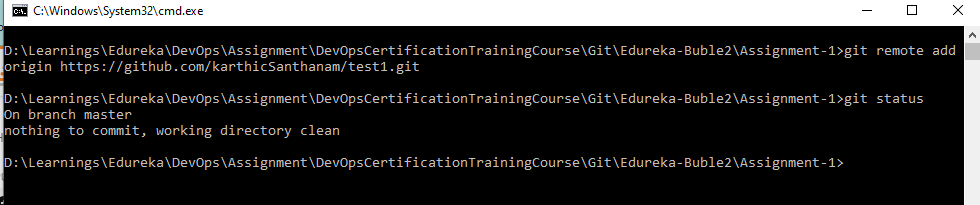 C:\Windows\System32\cmd.exe
D:\Learnings\Edureka\DevOps\Assignment\DevOpsCertificationTrainingCourse\Git\Edureka-Buble2\Assignment-1>git remote add
origin https://github.com/karthicSanthanam/test1.git
D:\Learnings\Edureka\DevOps\Assignment\DevOpsCertificationTrainingCourse\Git\Edureka-Buble2\Assignment-1>git status
On branch master
nothing to commit, working directory clean
D:\Learnings\Edureka\DevOps\Assignment\DevOpsCertificationTrainingCourse\Git\Edureka-Buble2\Assignment-1>